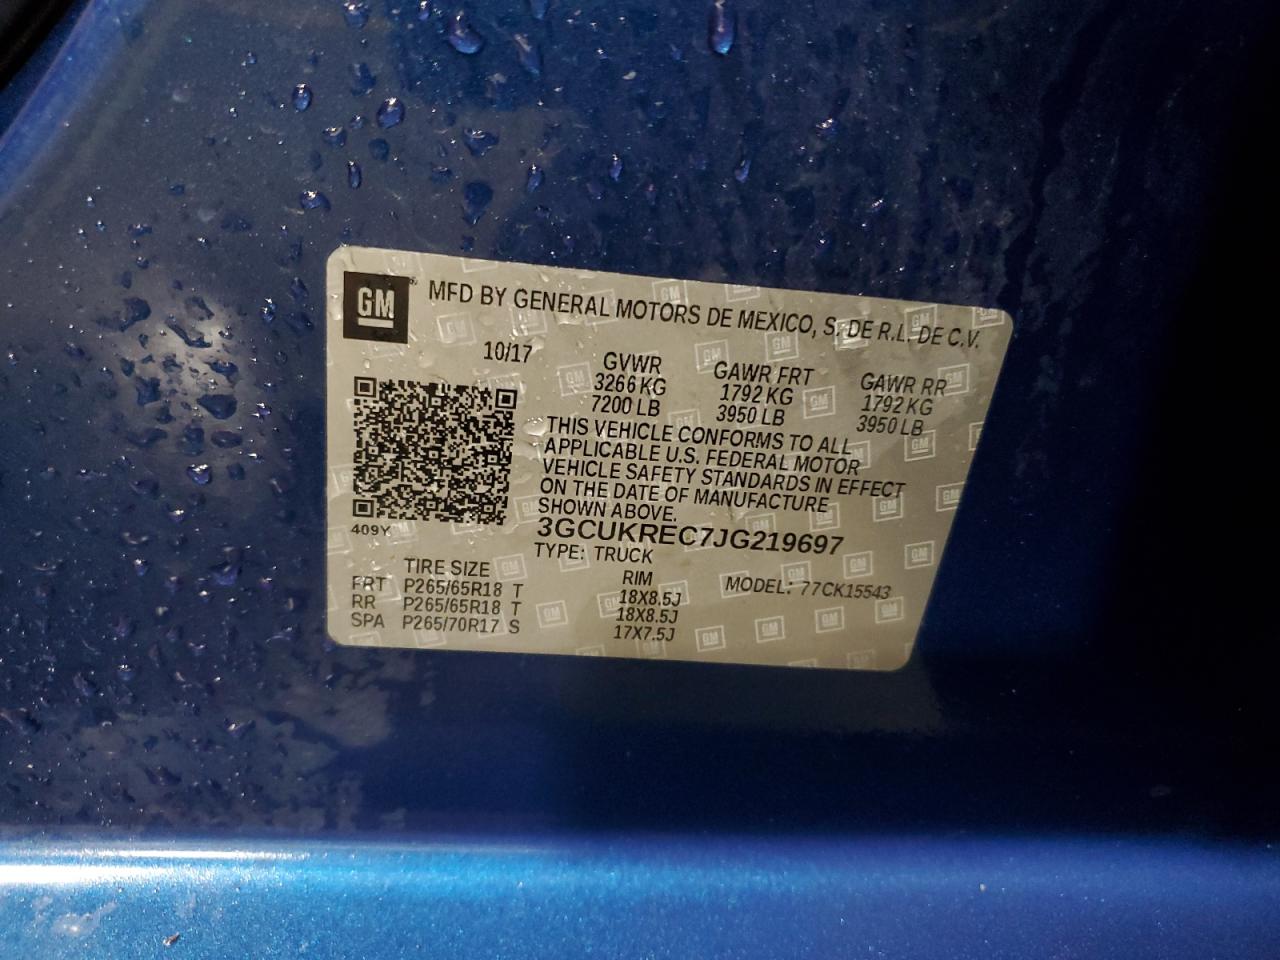 GM ® MFD BY GENERAL MOTORS DE MEXICO, S. DE R.L. DE C.V.
10/17 GVWR GAWR FRT GAWR RR
3266 KG 1792 KG 1792 KG
7200 LB 3950 LB 3950 LB
THIS VEHICLE CONFORMS TO ALL
APPLICABLE U.S. FEDERAL MOTOR
VEHICLE SAFETY STANDARDS IN EFFECT
ON THE DATE OF MANUFACTURE
SHOWN ABOVE.
409Y 3GCUKREC7JG219697
TYPE: TRUCK
TIRE SIZE RIM MODEL: 77CK15543
FRT P265/65R18 T 18X8.5J
RR P265/65R18 T 18X8.5J
SPA P265/70R17 S 17X7.5J